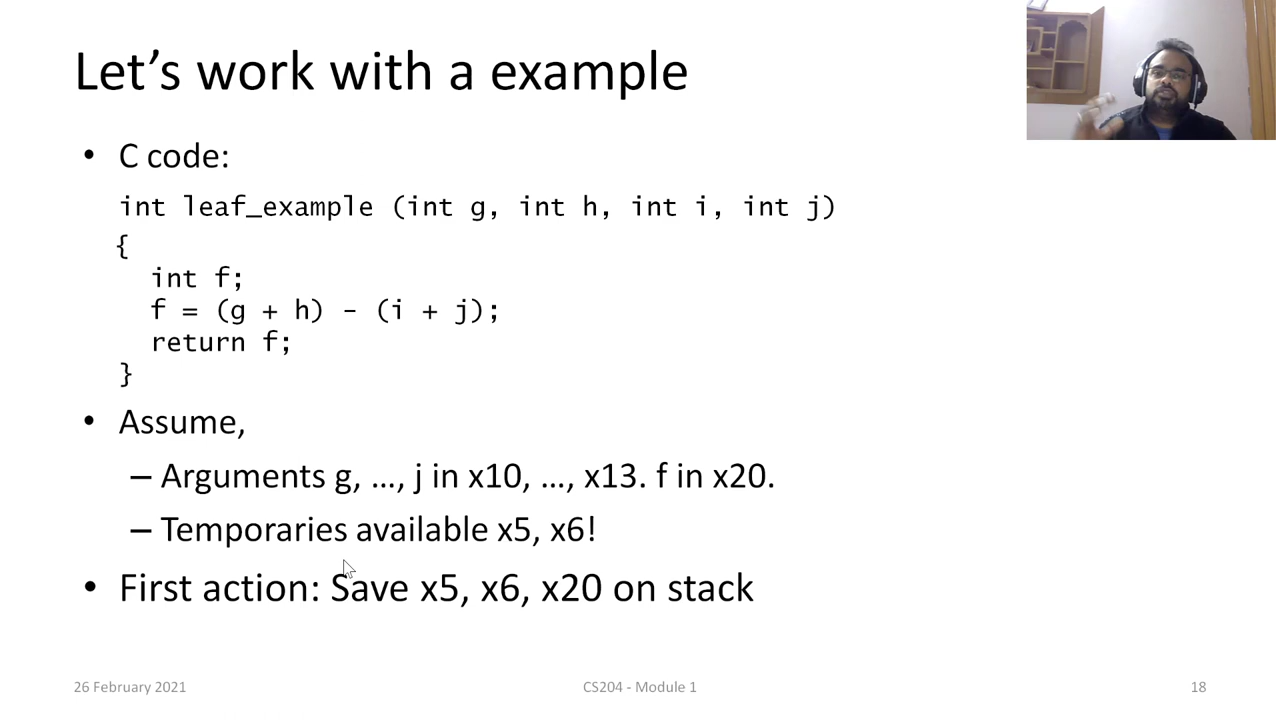 Let's work with a example
• C code:
int leaf_example (int g, int h, int i, int j)
{
int f;
f = (g + h) - (i + j);
return f;
}
• Assume,
– Arguments g, …, j in x10, …, x13. f in x20.
– Temporaries available x5, x6!
• First action: Save x5, x6, x20 on stack
26 February 2021
CS204 - Module 1
18